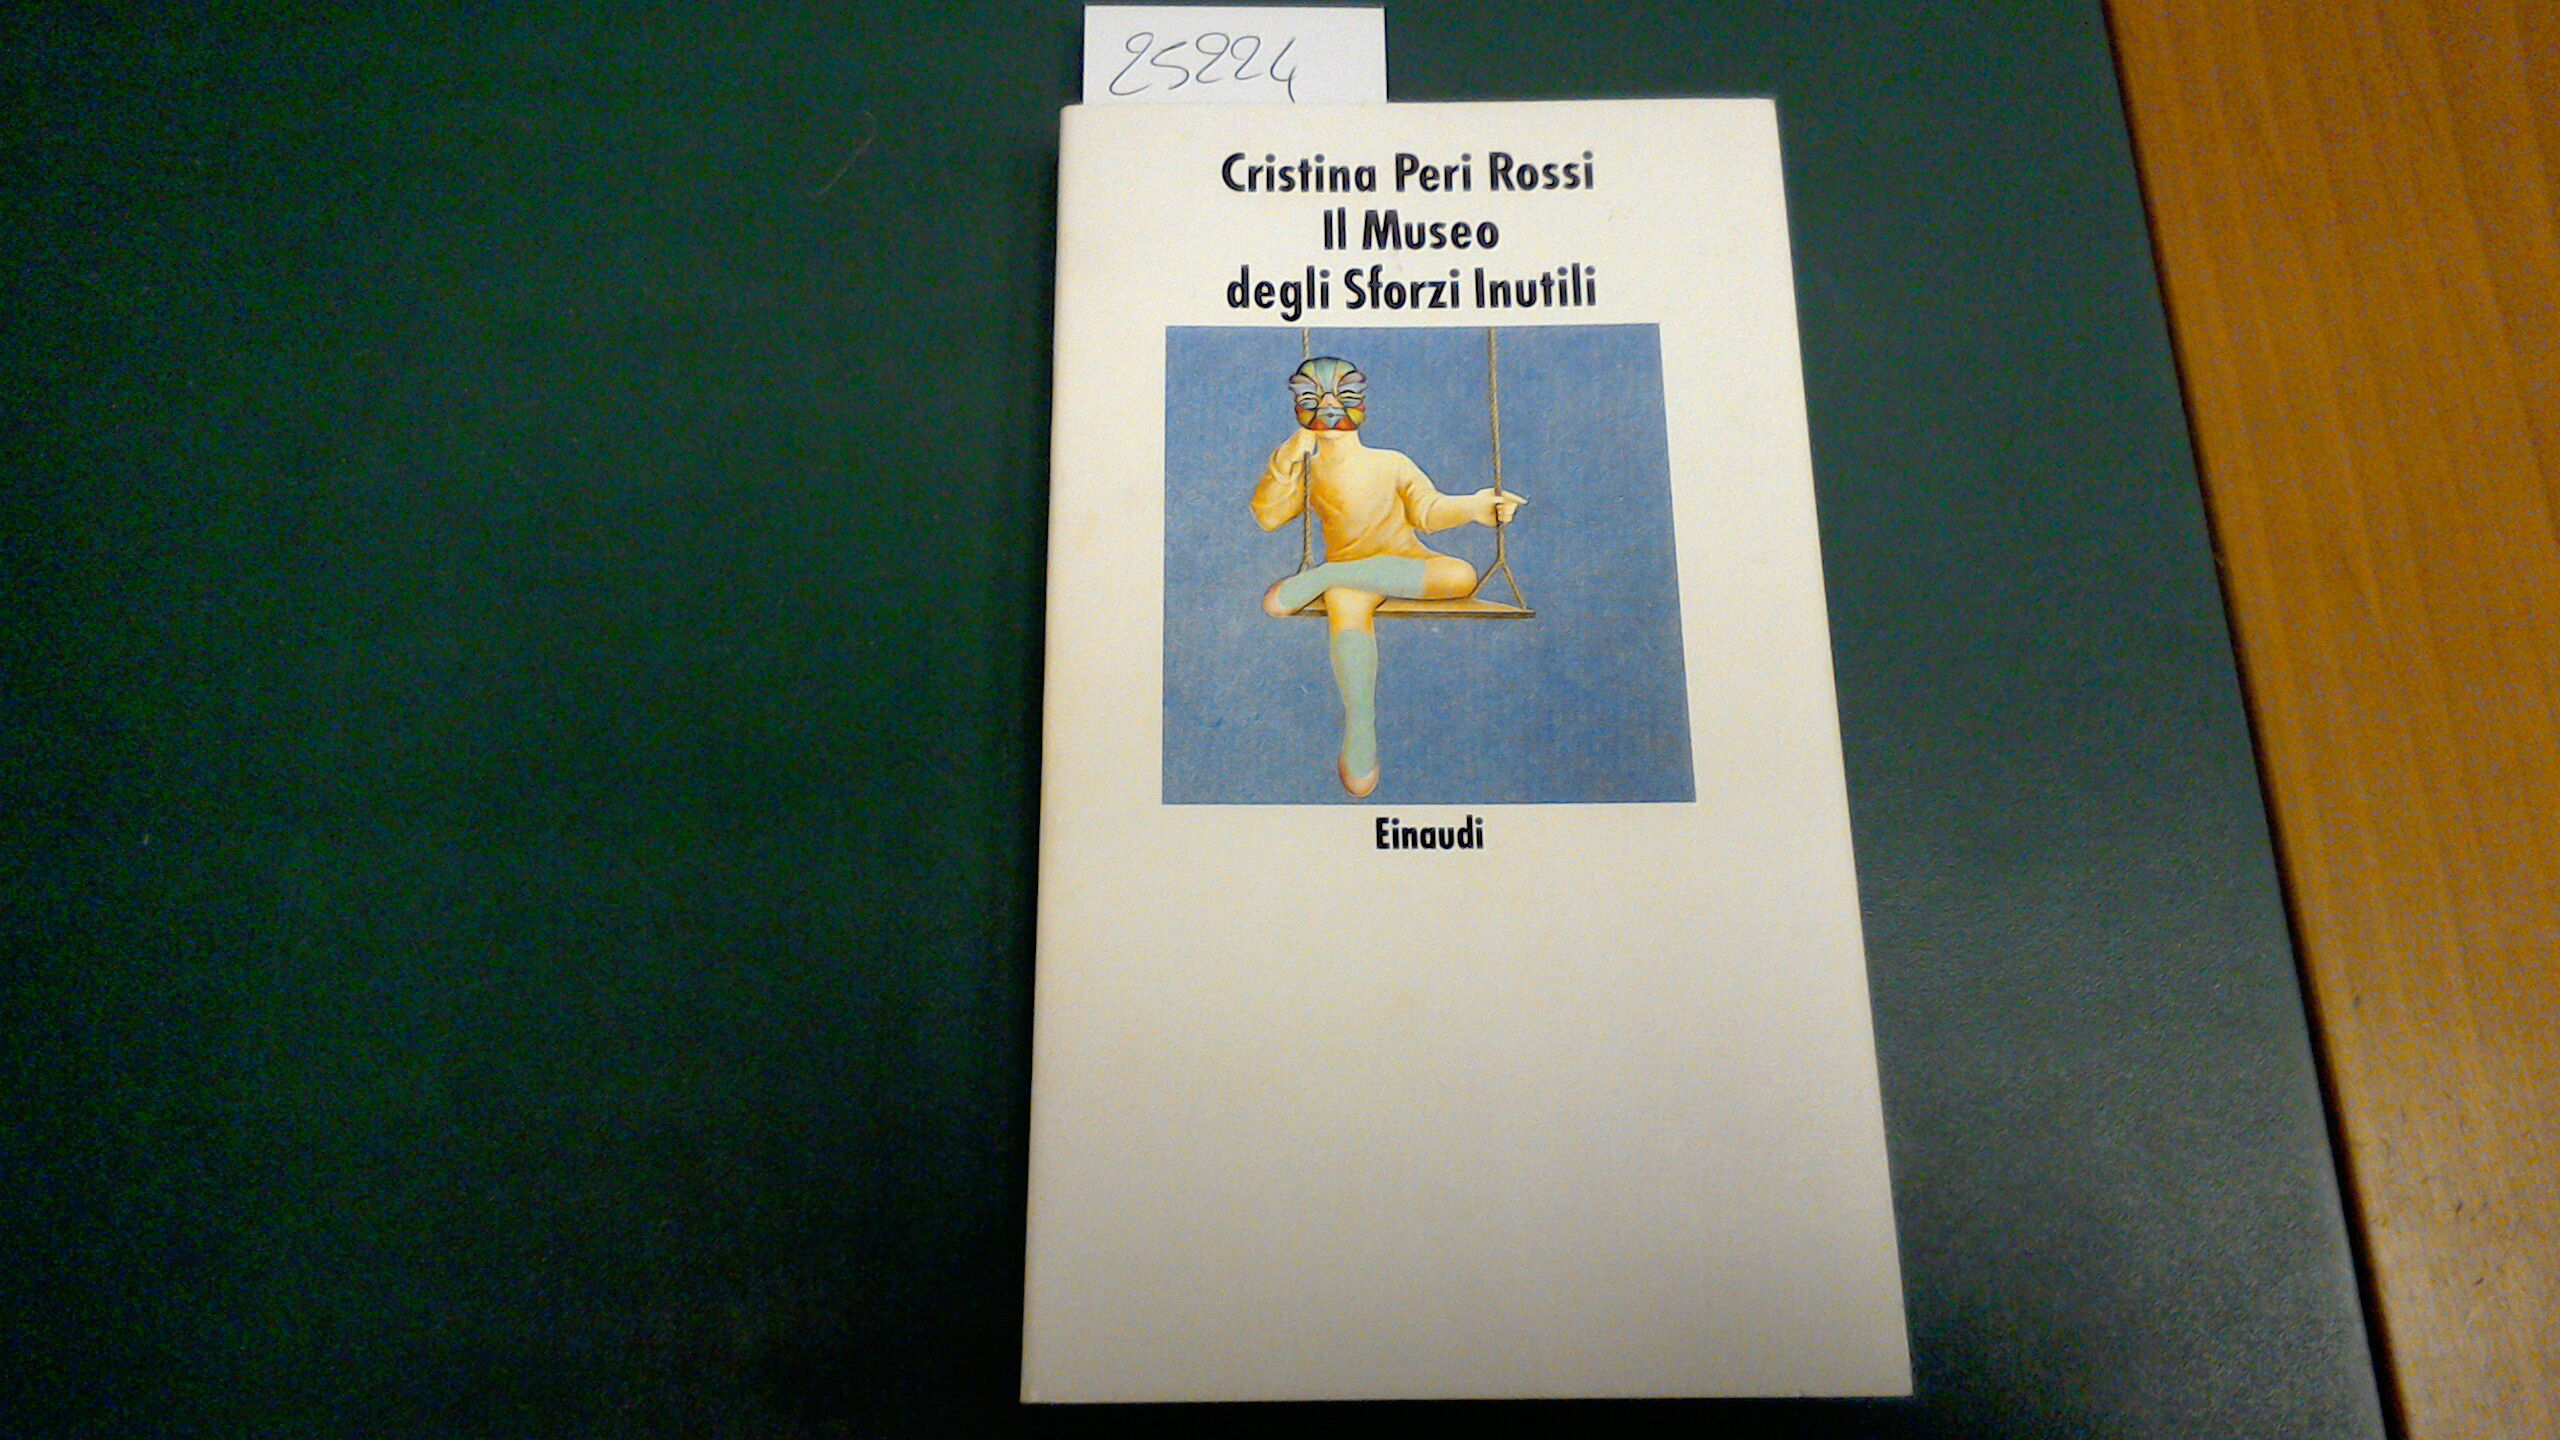 25224
Cristina Peri Rossi
Il Museo
degli Sforzi Inutili
Einaudi